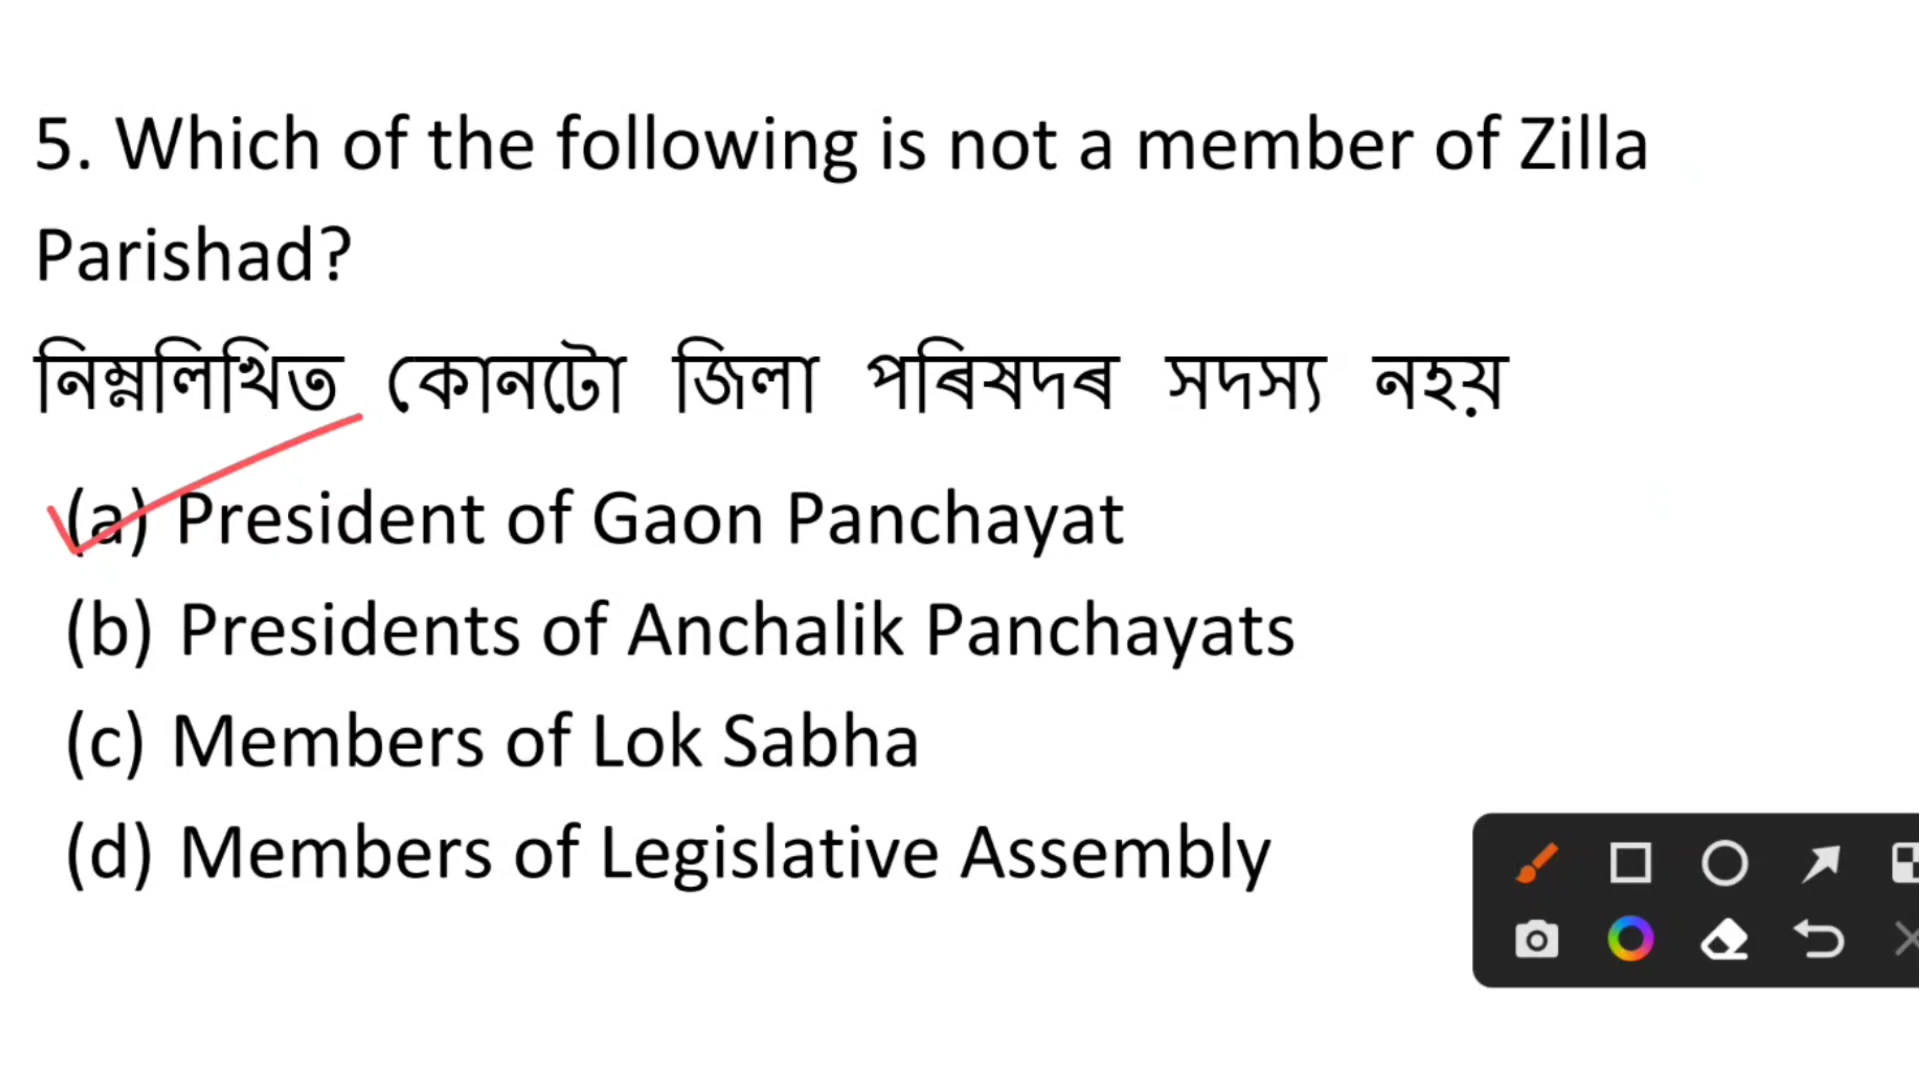 5. Which of the following is not a member of Zilla
Parishad?
নিম্নলিখিত কোনটো জিলা পৰিষদৰ সদস্য নহয়
(a) President of Gaon Panchayat
(b) Presidents of Anchalik Panchayats
(c) Members of Lok Sabha
(d) Members of Legislative Assembly